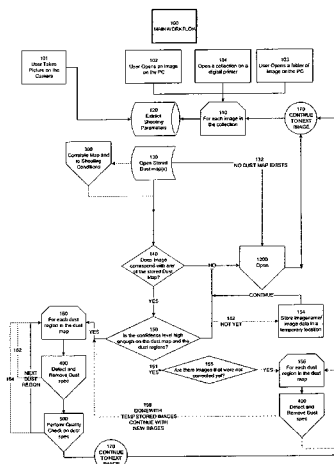 100
MAIN WORKFLOW
101
User Takes
Picture on the
Camera
102
User Opens an Image
on the PC
104
Open a collection on a
digital printer
103
User Opens a folder of
images on the PC
120
Extract
Shooting
Parameters
110
For each image in
the collection
170
CONTINUE
TO NEXT
IMAGE
300
Correlate Map and
to Shooting
Conditions
130
Open Stored
Dust map(s)
132
NO DUST MAP EXISTS
140
Does image
correspond with any
of the stored Dust
Map?
NO
YES
CONTINUE
150
Is the confidence level high
enough on the dust map and
the dust regions?
152
NOT YET
154
Store image and/or
image data in a
temporary location
160
For each dust
region in the dust
map
YES
151
YES
155
Are there images that were not
corrected yet?
YES
156
For each dust
region in the dust
map
162
164
NEXT
DUST
REGION
400
Detect and
Remove Dust
spec
158
DONE WITH
TEMP STORED IMAGES
CONTINUE WITH
NEW IMAGES
400
Detect and
Remove Dust
spec
500
Perform Quality
Check on dust
spec
170
CONTINUE
TO NEXT
IMAGE